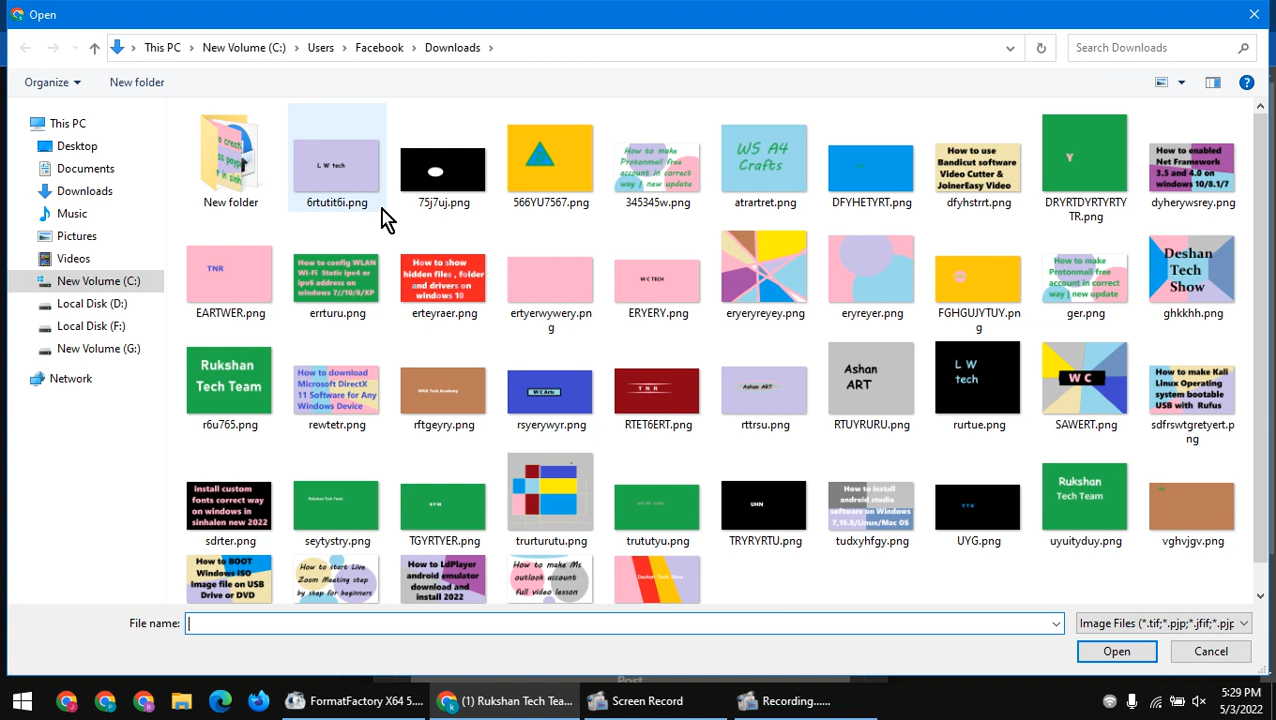 Open
This PC
New Volume (C:)
Users
Facebook
Downloads
Search Downloads
Organize
New folder
This PC
Desktop
Documents
Downloads
Music
Pictures
Videos
New Volume (C:)
Local Disk (D:)
Local Disk (F:)
New Volume (G:)
Network
L W tech
How to make
Protonmail free
account in correct
way | new update
WS A4
Crafts
How to use
Bandicut software
Video Cutter &
JoinerEasy Video
Y
How to enabled
Net Framework
3.5 and 4.0 on
windows 10/8.1/7
New folder
6rtutit6i.png
75j7uj.png
566YU7567.png
345345w.png
atrartret.png
DFYHETYRT.png
dfyhstrrt.png
DRYRTDYRTYRTY
TR.png
dyherywsrey.png
TNR
How to config WLAN
Wi-Fi Static ipv4 or
ipv6 address on
windows 7//10/8/XP
How to show
hidden files , folder
and drivers on
windows 10
W C TECH
How to make
Protonmail free
account in correct
way | new update
Deshan
Tech
Show
EARTWER.png
errturu.png
erteyraer.png
ertyerwywery.pn
g
ERYERY.png
eryeryreyey.png
eryreyer.png
FGHGUJYTUY.pn
g
ger.png
ghkkhh.png
Rukshan
Tech Team
How to download
Microsoft DirectX
11 Software for Any
Windows Device
WMA Tech Academy
W C Arts
T N R
Ashan ART
Ashan
ART
L W
tech
W C
How to make Kali
Linux Operating
system bootable
USB with Rufus
r6u765.png
rewtetr.png
rftgeyry.png
rsyerywyr.png
RTET6ERT.png
rttrsu.png
RTUYRURU.png
rurtue.png
SAWERT.png
sdfrswtgretyert.p
ng
install custom
fonts correct way
on windows in
sinhalen new 2022
Rukshan Tech Team
UHN
How to install
android studio
software on Windows
7,10.8/Linux/Mac OS
Rukshan
Tech Team
sdrter.png
seytystry.png
TGYRTYER.png
trurturutu.png
trututyu.png
TRYRYRTU.png
tudxyhfgy.png
UYG.png
uyuityduy.png
vghvjgv.png
How to BOOT
Windows ISO
Image file on USB
Drive or DVD
How to start Live
Zoom Meeting step
by step for beginners
How to LdPlayer
android emulator
download and
install 2022
How to make Ms
outlook account
Full video lesson
Deshan Tech Show
File name:
Image Files (*.tif;*.pjp;*.jfif;*.pjp
Open
Cancel
Post
FormatFactory X64 5....
(1) Rukshan Tech Tea...
Screen Record
Recording......
5:29 PM
5/3/2022